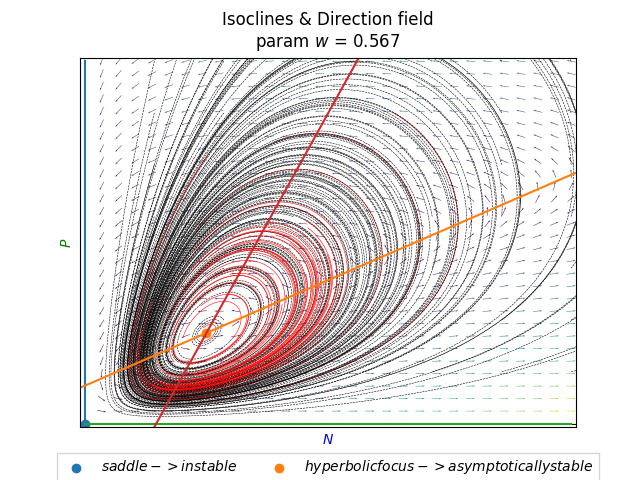 Isoclines & Direction field
param w = 0.567
P
N
saddle−>instable
hyperbolicfocus−>asymptoticallystable